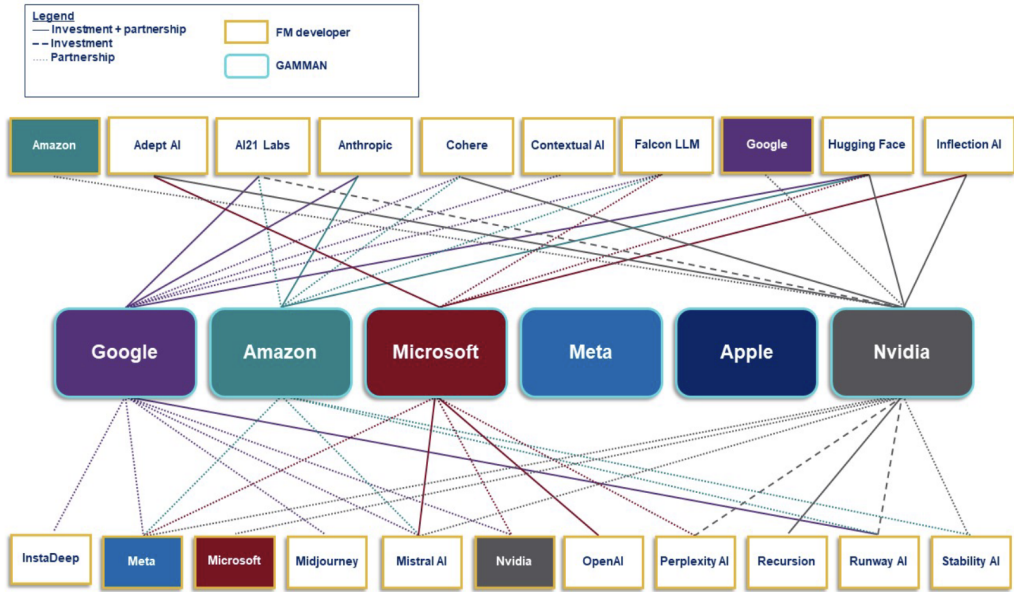 Legend
Investment + partnership
Investment
Partnership
FM developer
GAMMAN
Amazon
Adept AI
AI21 Labs
Anthropic
Cohere
Contextual AI
Falcon LLM
Google
Hugging Face
Inflection AI
Google
Amazon
Microsoft
Meta
Apple
Nvidia
InstaDeep
Meta
Microsoft
Midjourney
Mistral AI
Nvidia
OpenAI
Perplexity AI
Recursion
Runway AI
Stability AI